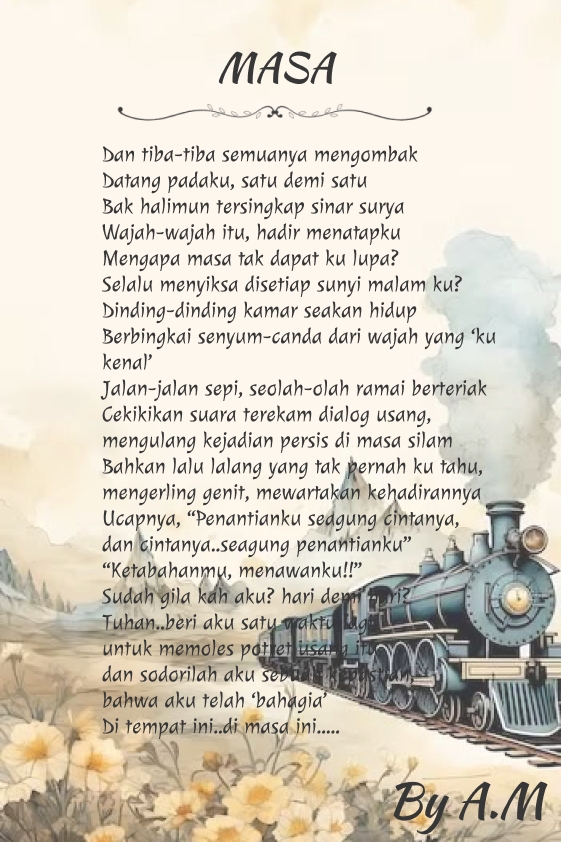 MASA
Dan tiba-tiba semuanya mengombak
Datang padaku, satu demi satu
Bak halimun tersingkap sinar surya
Wajah-wajah itu, hadir menatapku
Mengapa masa tak dapat ku lupa?
Selalu menyiksa disetiap sunyi malam ku?
Dinding-dinding kamar seakan hidup
Berbingkai senyum-canda dari wajah yang ‘ku
kenal’
Jalan-jalan sepi, seolah-olah ramai berteriak
Cekikikan suara terekam dialog usang,
mengulang kejadian persis di masa silam
Bahkan lalu lalang yang tak pernah ku tahu,
mengerling genit, mewartakan kehadirannya
Ucapnya, “Penantianku seagung cintanya,
dan cintanya..seagung penantianku”
“Ketabahanmu, menawanku!!”
Sudah gila kah aku? hari demi hari?
Tuhan..beri aku satu waktu lagi
untuk memoles potret usang itu
dan sodorilah aku sebuah kepastian,
bahwa aku telah ‘bahagia’
Di tempat ini..di masa ini.....
By A.M